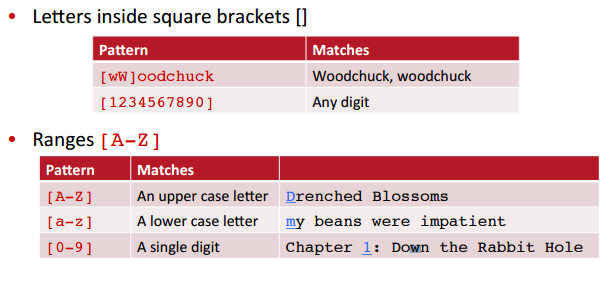 • Letters inside square brackets []
Pattern Matches
[wW]oodchuck Woodchuck, woodchuck
[1234567890] Any digit
• Ranges [A-Z]
Pattern Matches
[A-Z] An upper case letter Drenched Blossoms
[a-z] A lower case letter my beans were impatient
[0-9] A single digit Chapter 1: Down the Rabbit Hole